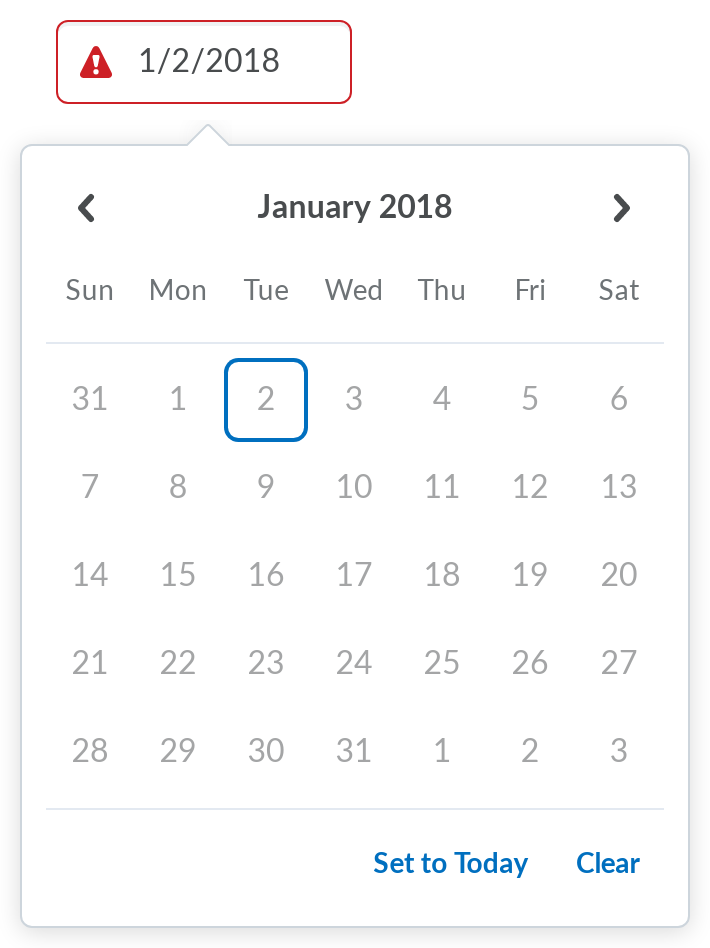 1/2/2018
January 2018
Sun Mon Tue Wed Thu Fri Sat
31 1 2 3 4 5 6
7 8 9 10 11 12 13
14 15 16 17 18 19 20
21 22 23 24 25 26 27
28 29 30 31 1 2 3
Set to Today Clear